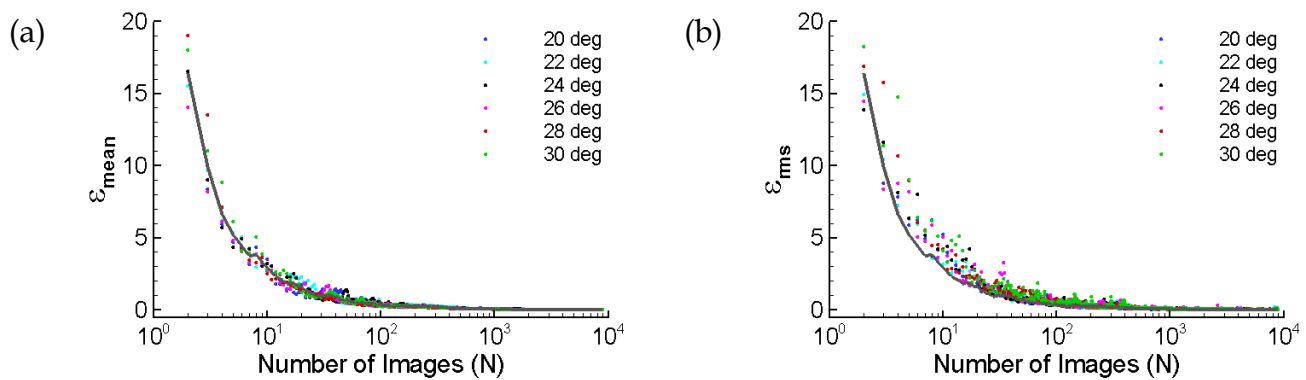 (a)
20
15
10
5
0
ε_mean
20 deg
22 deg
24 deg
26 deg
28 deg
30 deg
10^0
10^1
10^2
10^3
10^4
Number of Images (N)
(b)
20
15
10
5
0
ε_rms
20 deg
22 deg
24 deg
26 deg
28 deg
30 deg
10^0
10^1
10^2
10^3
10^4
Number of Images (N)